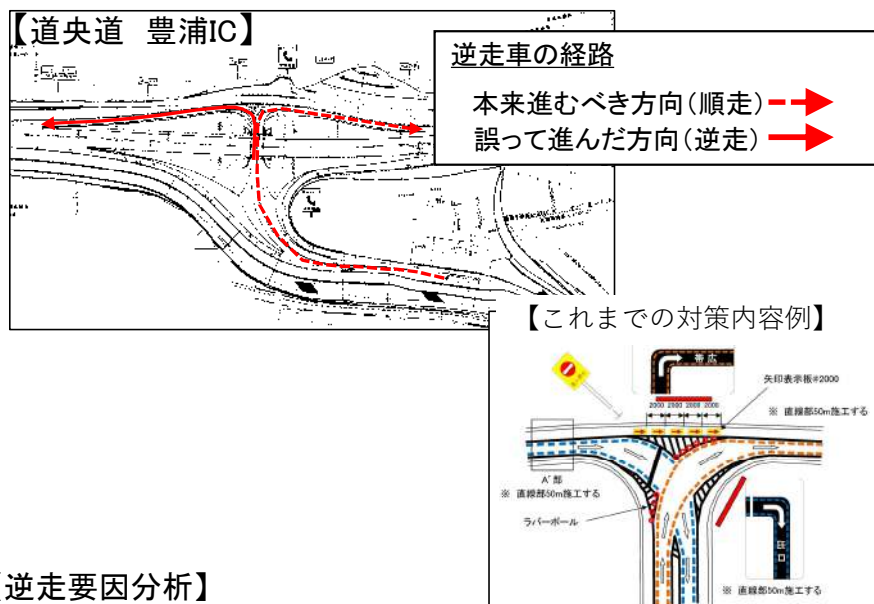 【道央道 豊浦IC】
逆走車の経路
本来進むべき方向(順走)
誤って進んだ方向(逆走)
【これまでの対策内容例】
帯広
矢印表示板@2000
2000 2500 2000 2000
※ 直線部50m施工する
A'部
※ 直線部50m施工する
ラバーポール
出口
※ 直線部50m施工する
【逆走要因分析】